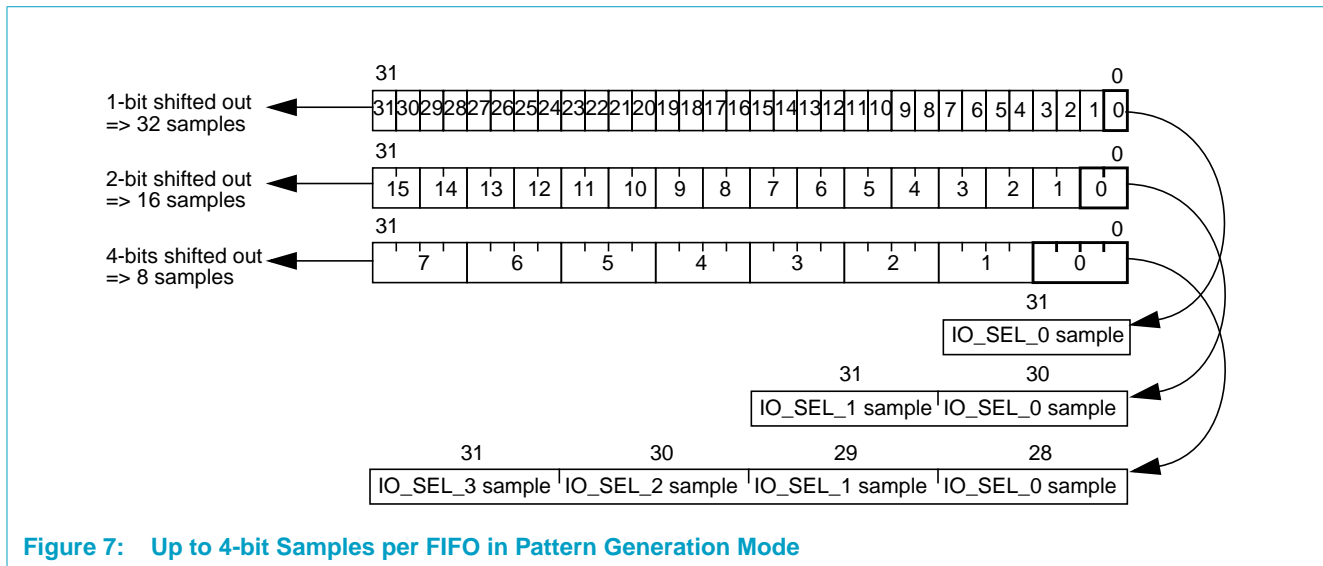 31 0
1-bit shifted out
=> 32 samples
31 30 29 28 27 26 25 24 23 22 21 20 19 18 17 16 15 14 13 12 11 10 9 8 7 6 5 4 3 2 1 0
31 0
2-bit shifted out
=> 16 samples
15 14 13 12 11 10 9 8 7 6 5 4 3 2 1 0
31 0
4-bits shifted out
=> 8 samples
7 6 5 4 3 2 1 0
31
IO_SEL_0 sample
31 30
IO_SEL_1 sample IO_SEL_0 sample
31 30 29 28
IO_SEL_3 sample IO_SEL_2 sample IO_SEL_1 sample IO_SEL_0 sample
Figure 7: Up to 4-bit Samples per FIFO in Pattern Generation Mode